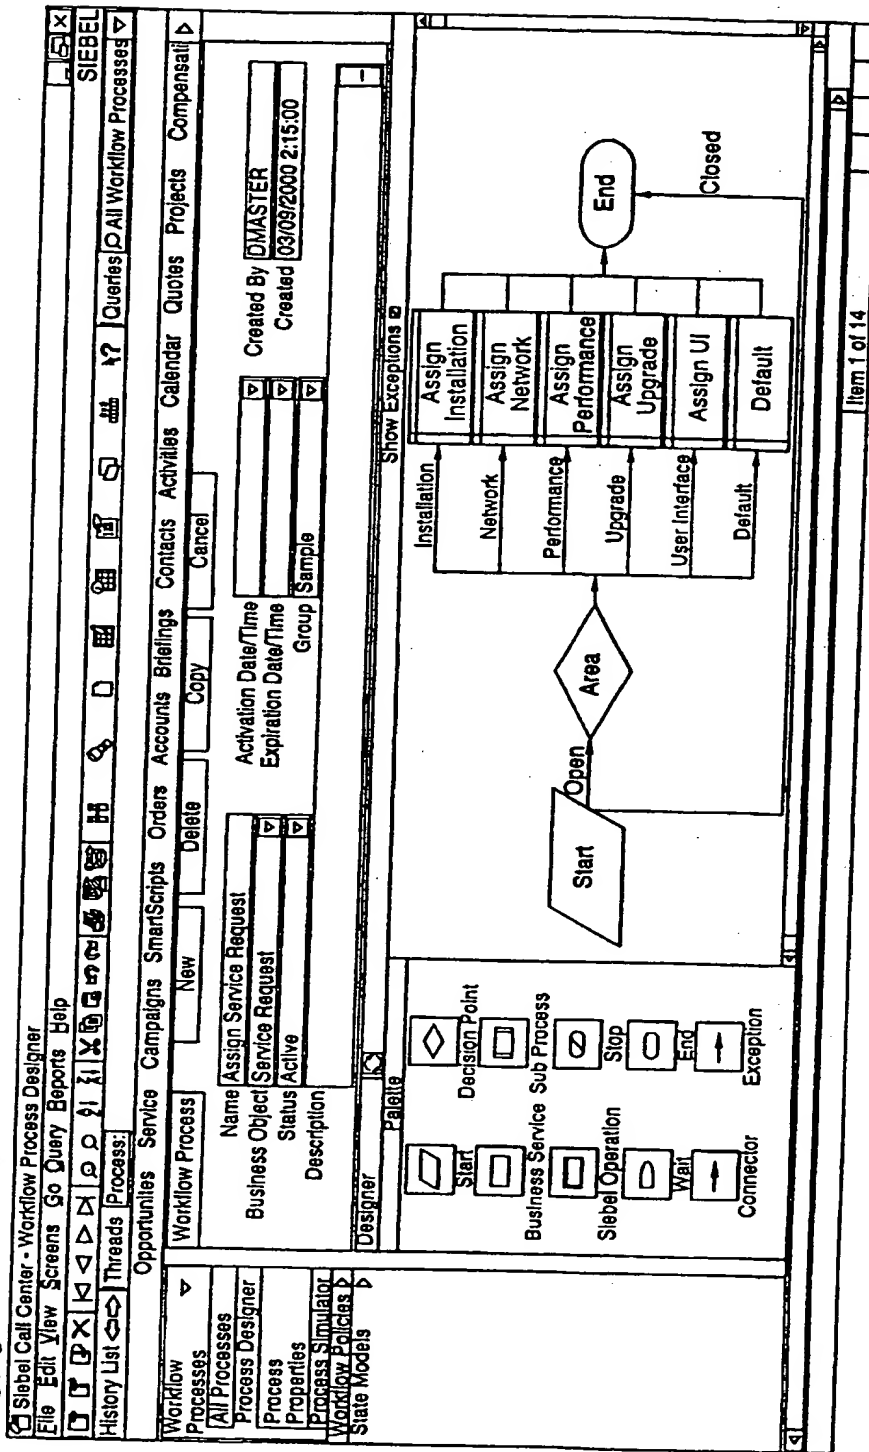 Siebel Call Center - Workflow Process Designer
File Edit View Screens Go Query Reports Help
SIEBEL
History List Threads Process: Queries All Workflow Processes
Opportunities Service Campaigns SmartScripts Orders Accounts Briefings Contacts Activities Calendar Quotes Projects Compensati
Workflow
Processes
All Processes
Process Designer
Process
Properties
Process Simulator
Workflow Policies
State Models
Workflow Process New Delete Copy Cancel
Name Assign Service Request
Business Object Service Request
Status Active
Description
Activation Date/Time
Expiration Date/Time
Group Sample
Created By DMASTER
Created 03/09/2000 2:15:00
Designer
Show Exceptions
Palette
Start Decision Point
Business Service Sub Process
Siebel Operation Stop
Wait End
Connector Exception
Start
Open
Area
Installation
Network
Performance
Upgrade
User Interface
Default
Assign
Installation
Assign
Network
Assign
Performance
Assign
Upgrade
Assign UI
Default
End
Closed
Item 1 of 14